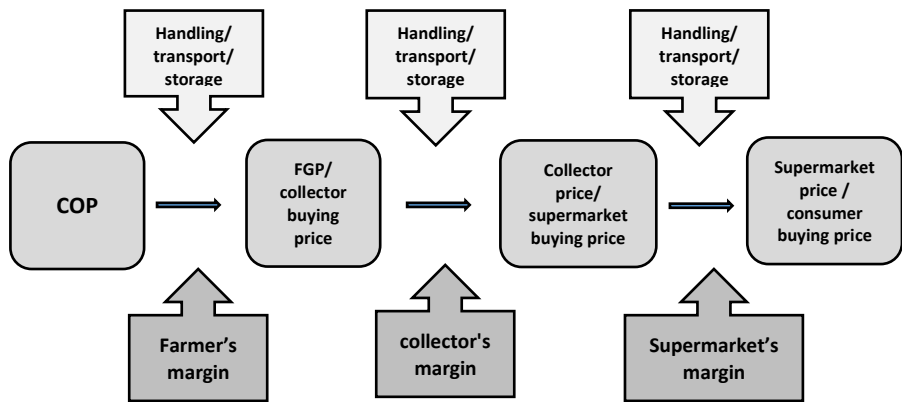 Handling/
transport/
storage
Handling/
transport/
storage
Handling/
transport/
storage
COP
FGP/
collector
buying
price
Collector
price/
supermarket
buying price
Supermarket
price /
consumer
buying price
Farmer’s
margin
collector's
margin
Supermarket’s
margin